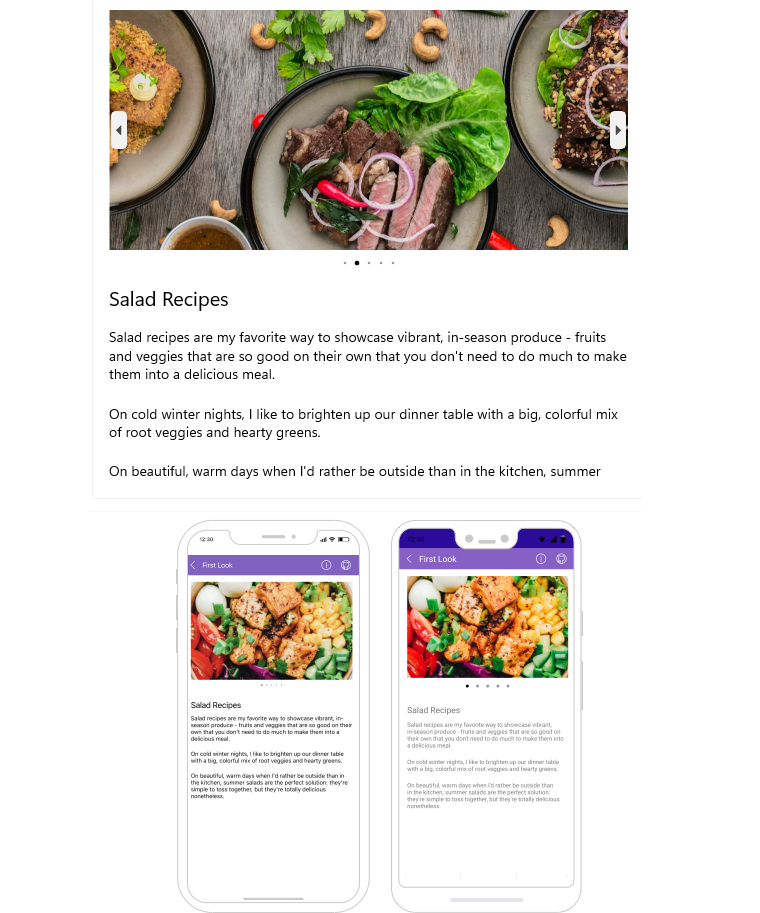 Salad Recipes
Salad recipes are my favorite way to showcase vibrant, in-season produce - fruits
and veggies that are so good on their own that you don't need to do much to make
them into a delicious meal.
On cold winter nights, I like to brighten up our dinner table with a big, colorful mix
of root veggies and hearty greens.
On beautiful, warm days when I'd rather be outside than in the kitchen, summer
12:30
First Look
Salad Recipes
Salad recipes are my favorite way to showcase vibrant, in-
season produce - fruits and veggies that are so good on their
own that you don't need to do much to make them into a
delicious meal.
On cold winter nights, I like to brighten up our dinner table
with a big, colorful mix of root veggies and hearty greens.
On beautiful, warm days when I'd rather be outside than in
the kitchen, summer salads are the perfect solution: they're
simple to toss together, but they're totally delicious
nonetheless.
12:30
First Look
Salad Recipes
Salad recipes are my favorite way to showcase vibrant,
in-season produce - fruits and veggies that are so good on
their own that you don't need to do much to make them into
a delicious meal.
On cold winter nights, I like to brighten up our dinner table
with a big, colorful mix of root veggies and hearty greens.
On beautiful, warm days when I'd rather be outside than
in the kitchen, summer salads are the perfect solution:
they're simple to toss together, but they're totally delicious
nonetheless.